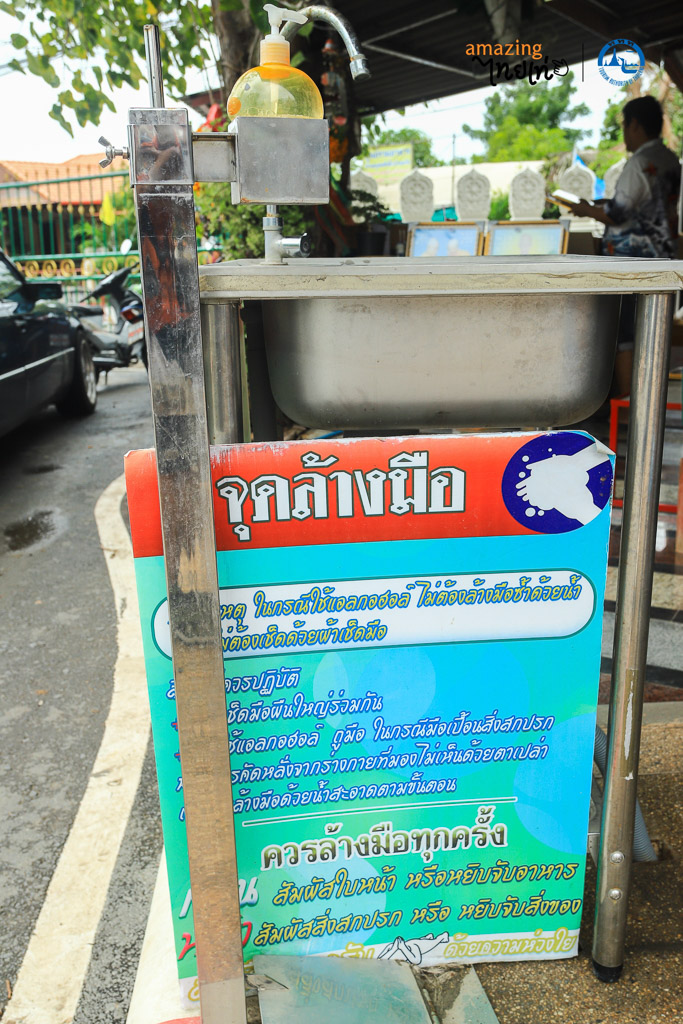 amazing
ไทยเท่
จุดล้างมือ
เหตุ ในกรณีใช้แอลกอฮอล์ ไม่ต้องล้างมือซ้ำด้วยน้ำ
ไม่ต้องเช็ดด้วยผ้าเช็ดมือ
ควรปฏิบัติ
เช็ดมือผืนใหญ่ร่วมกัน
ใช้แอลกอฮอล์ ถูมือ ในกรณีมือเปื้อนสิ่งสกปรก
คัดหลั่งจากร่างกายที่มองไม่เห็นด้วยตาเปล่า
ล้างมือด้วยน้ำสะอาดตามขั้นตอน
ควรล้างมือทุกครั้ง
สัมผัสใบหน้า หรือหยิบจับอาหาร
สัมผัสสิ่งสกปรก หรือ หยิบจับสิ่งของ
ด้วยความห่วงใย